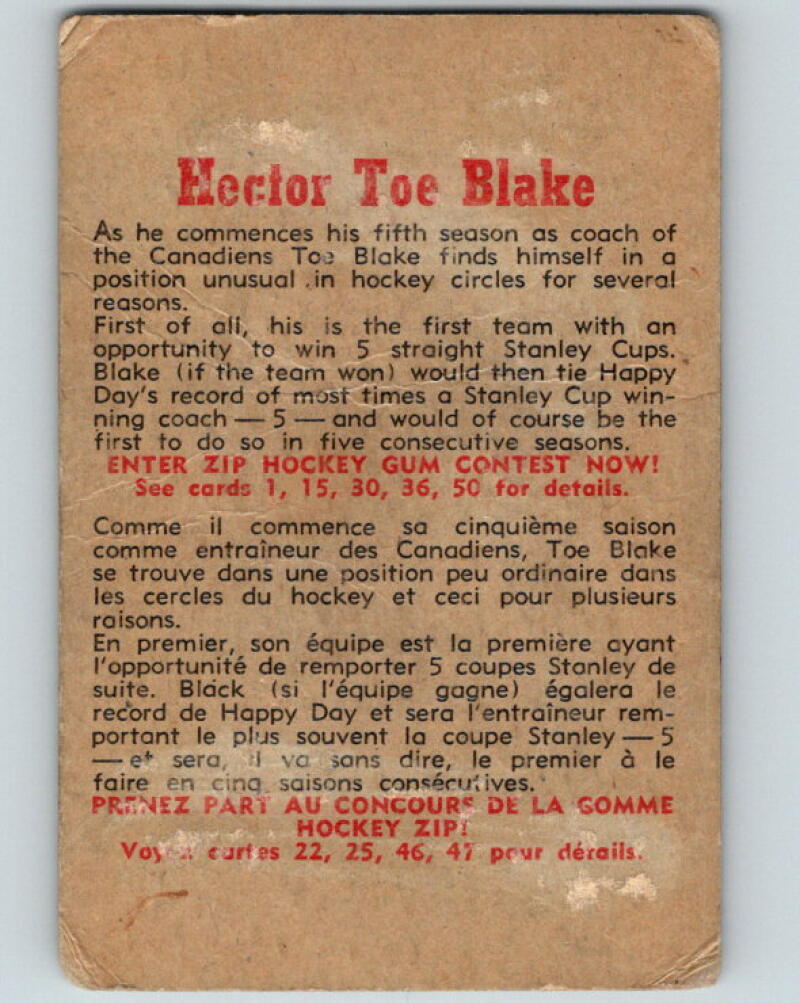 Hector Toe Blake
As he commences his fifth season as coach of
the Canadiens Toe Blake finds himself in a
position unusual in hockey circles for several
reasons.
First of all, his is the first team with an
opportunity to win 5 straight Stanley Cups.
Blake (if the team won) would then tie Happy
Day's record of most times a Stanley Cup win-
ning coach — 5 — and would of course be the
first to do so in five consecutive seasons.
ENTER ZIP HOCKEY GUM CONTEST NOW!
See cards 1, 15, 30, 36, 50 for details.
Comme il commence sa cinquième saison
comme entraîneur des Canadiens, Toe Blake
se trouve dans une position peu ordinaire dans
les cercles du hockey et ceci pour plusieurs
raisons.
En premier, son équipe est la première ayant
l'opportunité de remporter 5 coupes Stanley de
suite. Black (si l'équipe gagne) égalera le
record de Happy Day et sera l'entraîneur rem-
portant le plus souvent la coupe Stanley — 5
— et sera, il va sans dire, le premier à le
faire en cinq saisons consécutives.
PRENEZ PART AU CONCOURS DE LA GOMME
HOCKEY ZIP!
Voyez cartes 22, 25, 46, 47 pour détails.